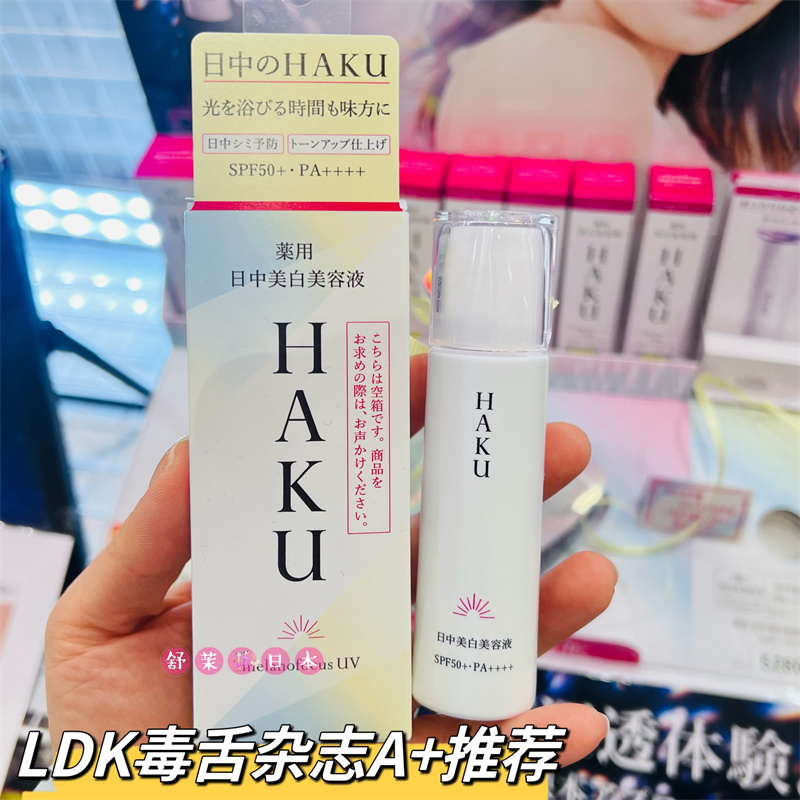 日中のHAKU
光を浴びる時間も味方に
日中シミ予防 トーンアップ仕上げ
SPF50+・PA++++
薬用
日中美白美容液
HAKU
こちらは空箱です。商品を
お求めの際は、お声かけください。
melanofocus UV
HAKU
日中美白美容液
SPF50+・PA++++
HAKU
HAKU
透体験
LDK毒舌杂志A+推荐